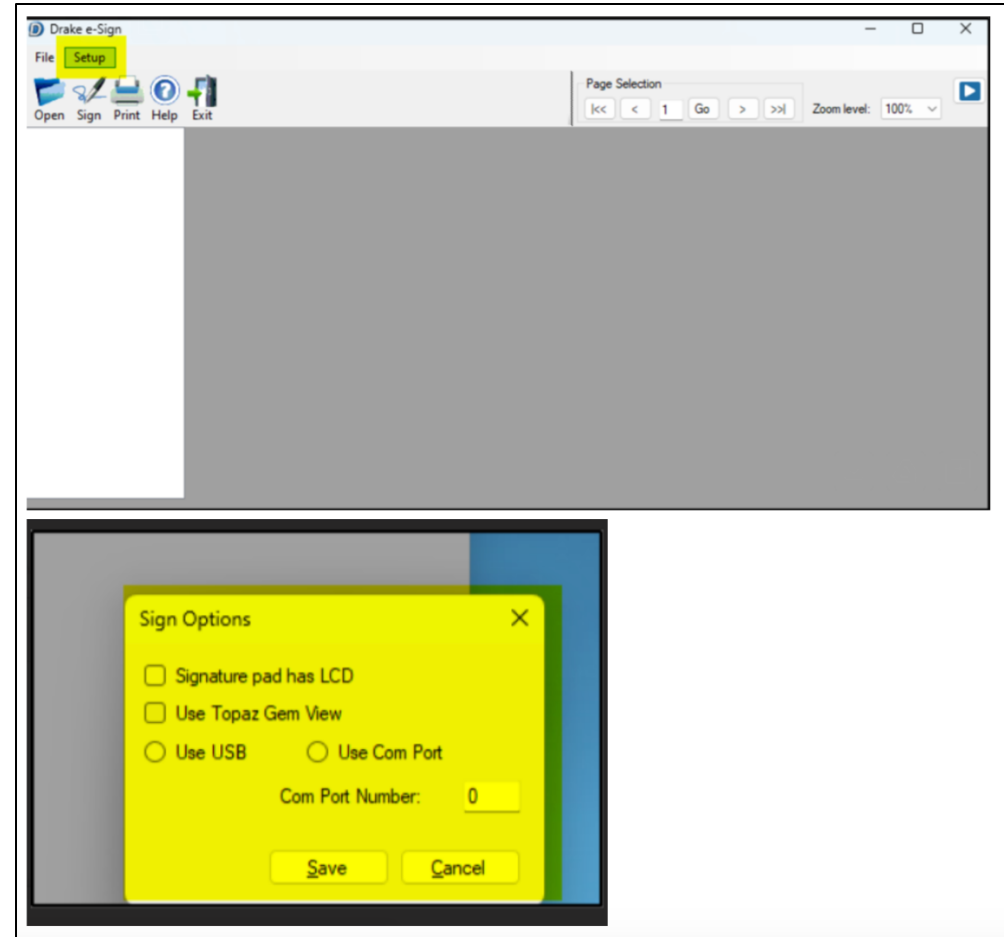 Drake e-Sign
File Setup
Open Sign Print Help Exit
Page Selection
|<< < 1 Go > >>| Zoom level: 100%
Sign Options
Signature pad has LCD
Use Topaz Gem View
Use USB Use Com Port
Com Port Number: 0
Save Cancel